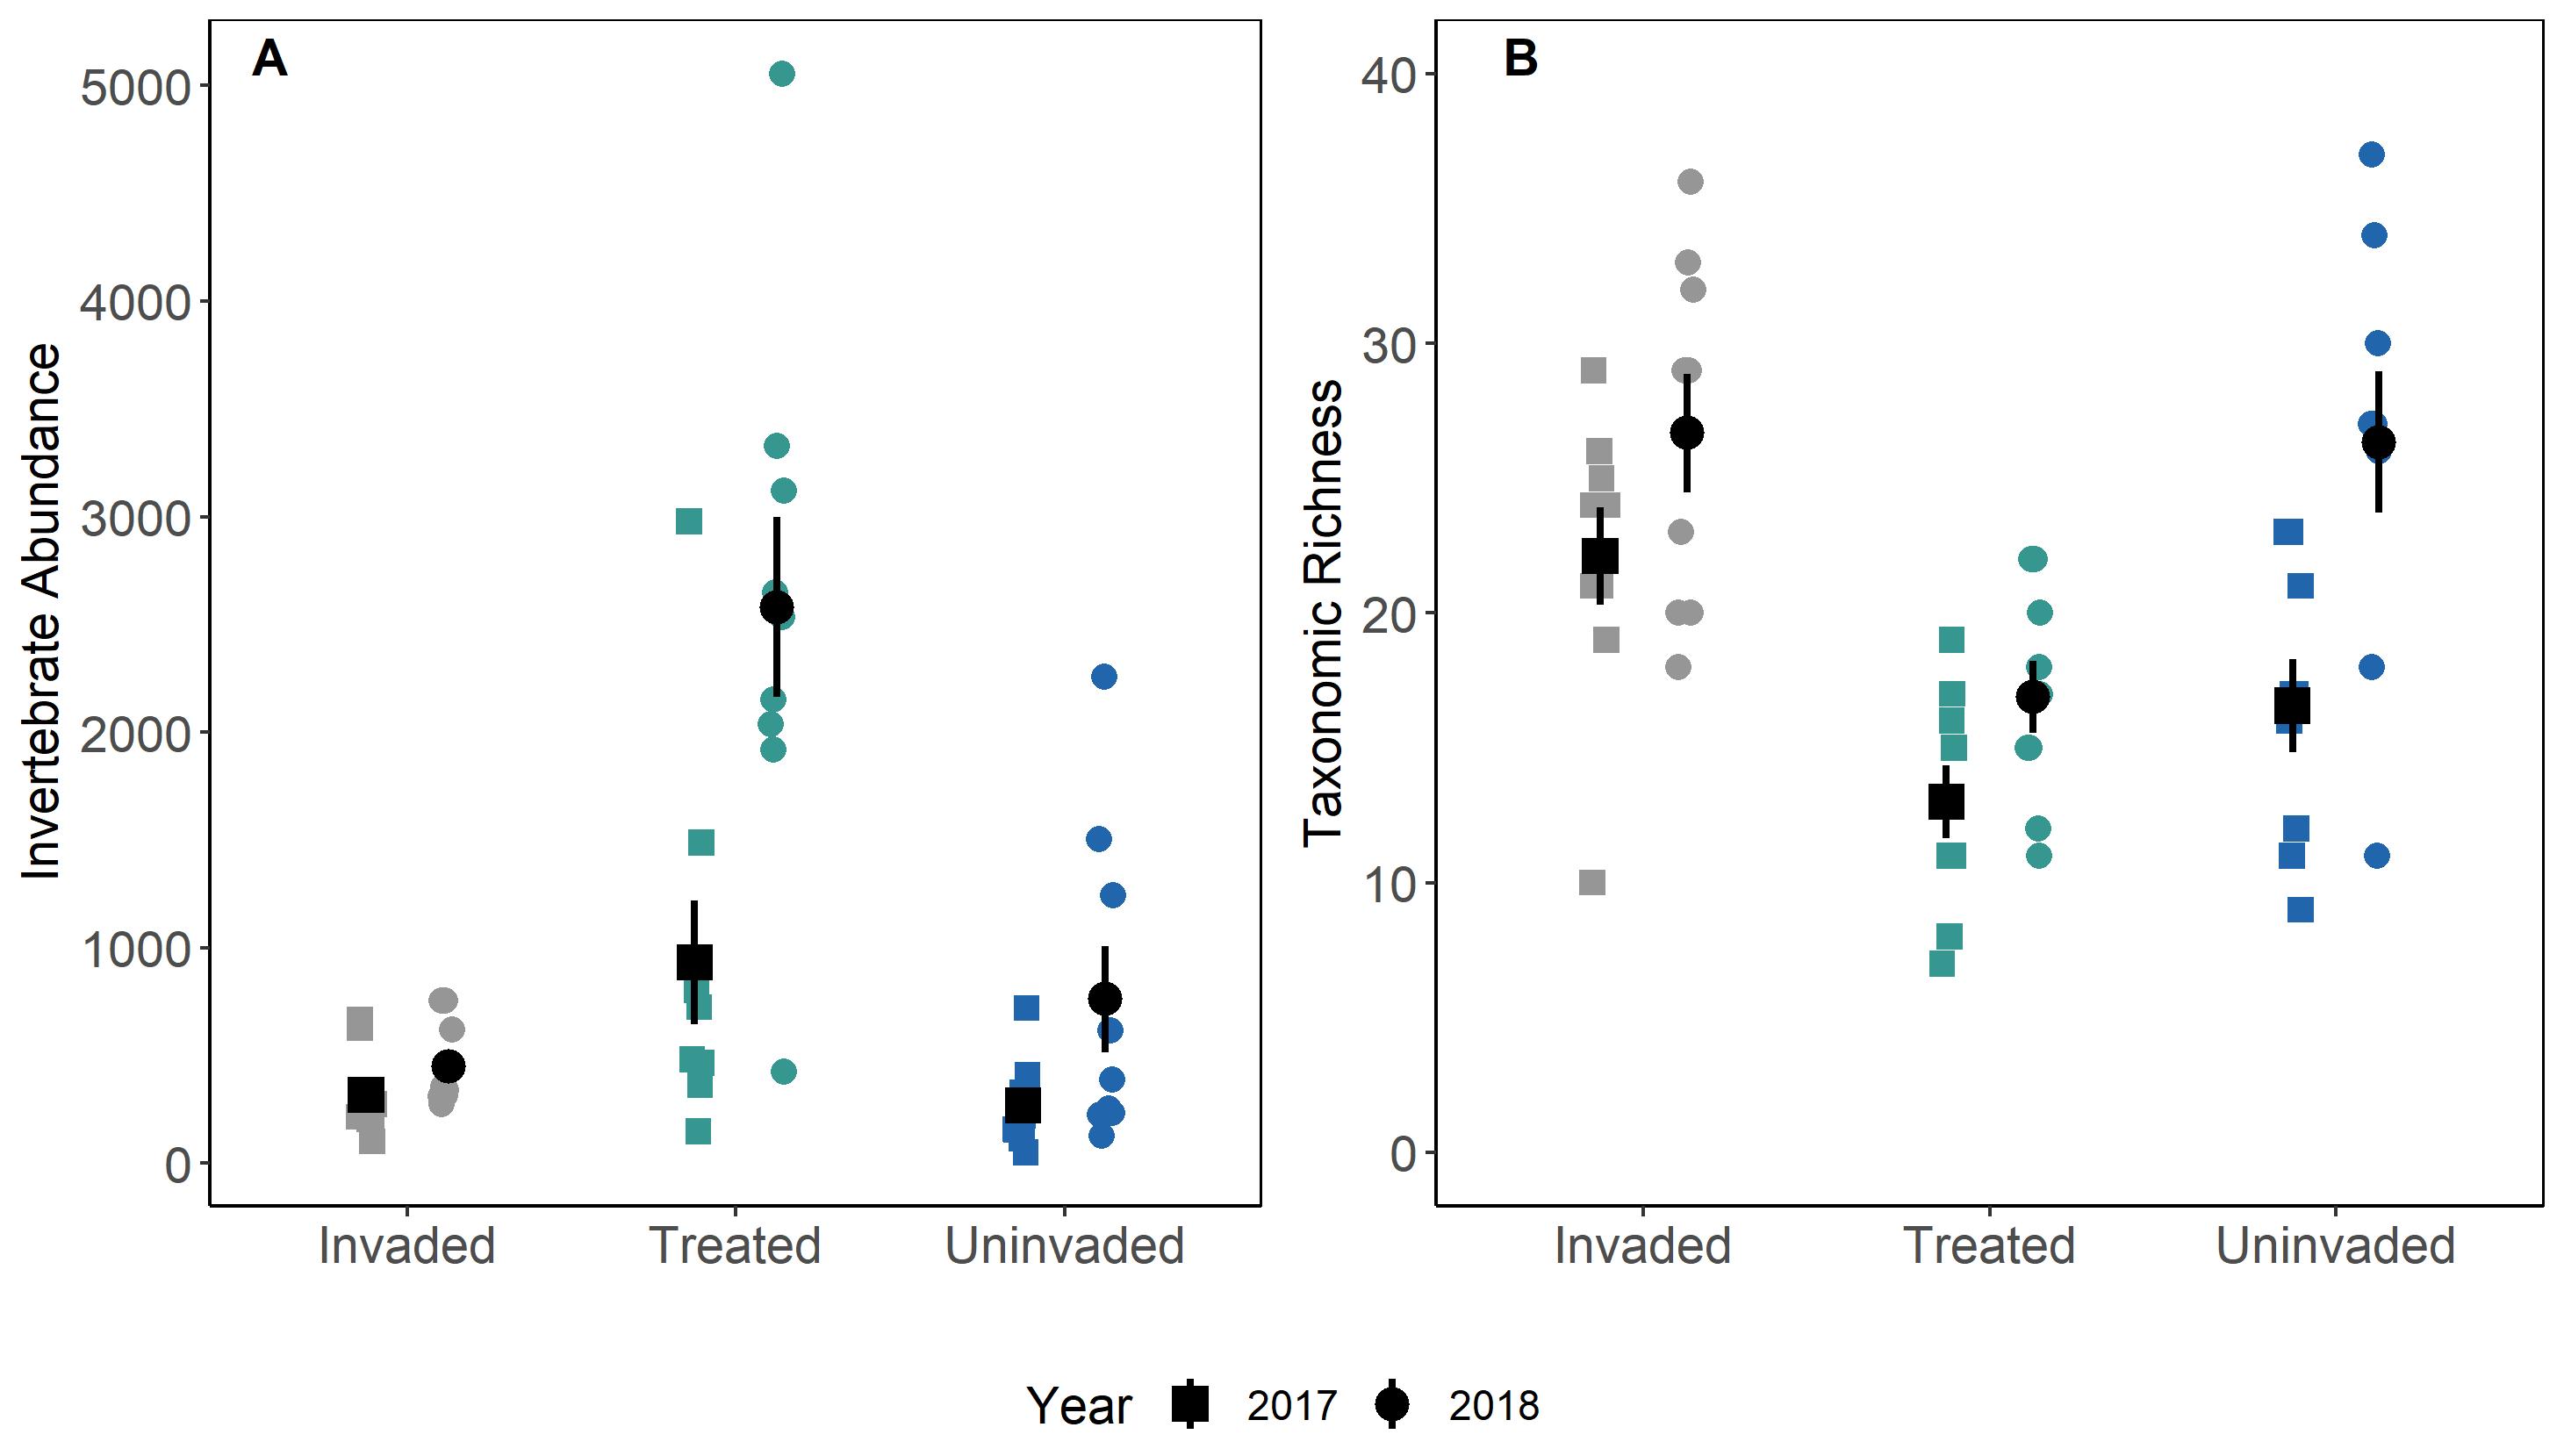 A
5000
4000
3000
2000
1000
0
Invertebrate Abundance
Invaded
Treated
Uninvaded
B
40
30
20
10
0
Taxonomic Richness
Invaded
Treated
Uninvaded
Year 2017 2018